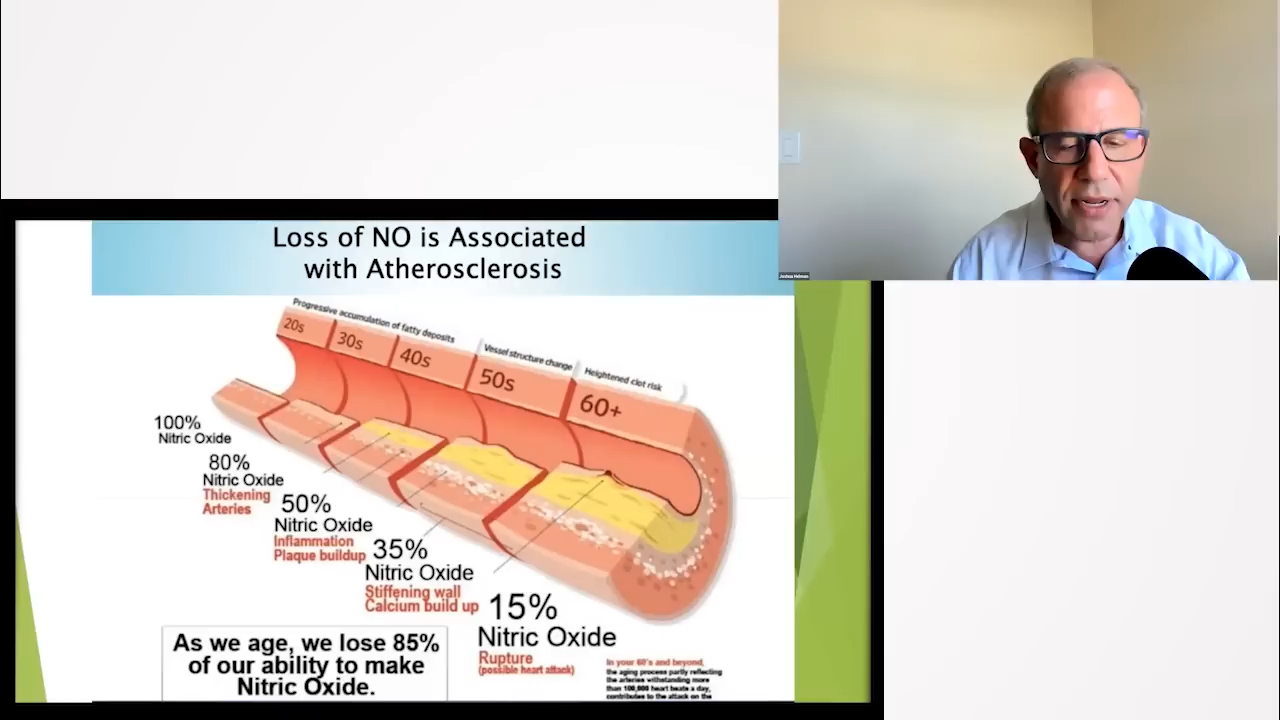 Loss of NO is Associated
with Atherosclerosis
Progressive accumulation of fatty deposits
Vessel structure change
Heightened clot risk
20s
30s
40s
50s
60+
100%
Nitric Oxide
80%
Nitric Oxide
Thickening
Arteries
50%
Nitric Oxide
Inflammation
Plaque buildup
35%
Nitric Oxide
Stiffening wall
Calcium build up
15%
Nitric Oxide
Rupture
(possible heart attack)
As we age, we lose 85%
of our ability to make
Nitric Oxide.
In your 60's and beyond,
the aging process partly reflecting
the arteries withstanding more
than 100,000 heart beats a day,
contributes to the attack on the
Joshua Helman